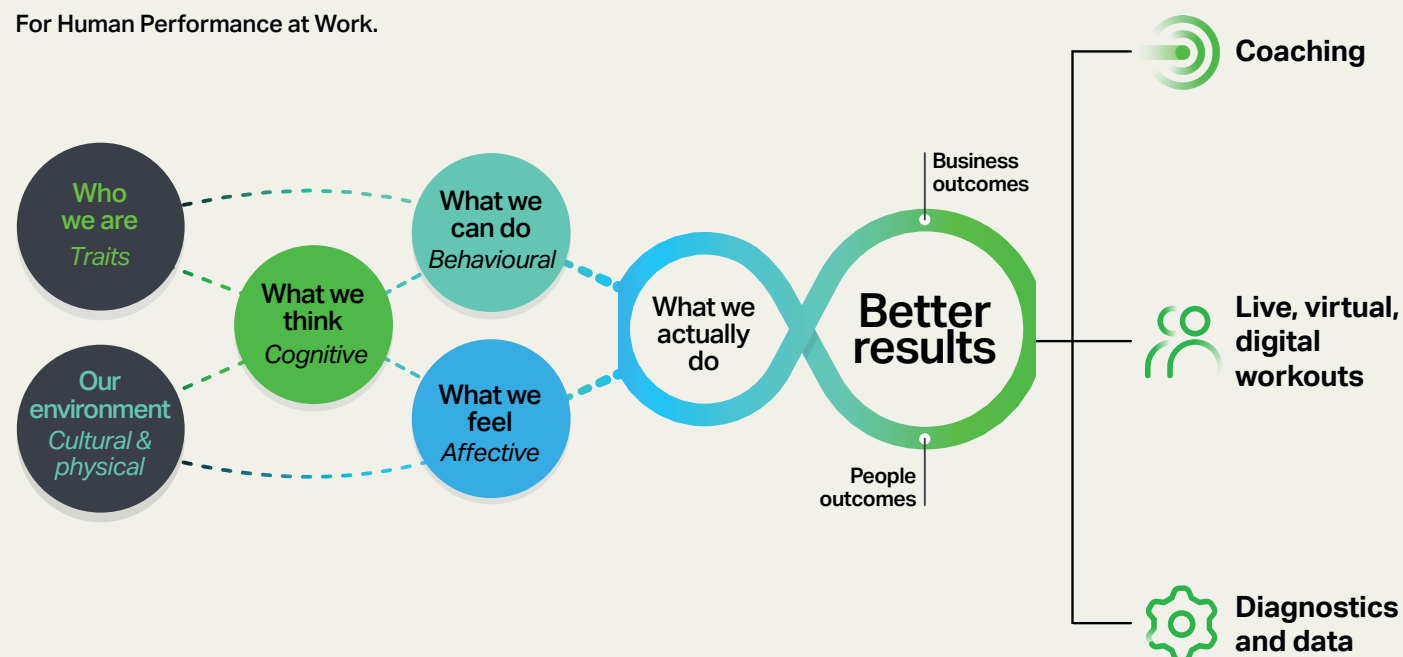 For Human Performance at Work.
Who
we are
Traits
Our
environment
Cultural &
physical
What we
think
Cognitive
What we
can do
Behavioural
What we
feel
Affective
What we
actually
do
Business
outcomes
Better
results
People
outcomes
Coaching
Live, virtual,
digital
workouts
Diagnostics
and data